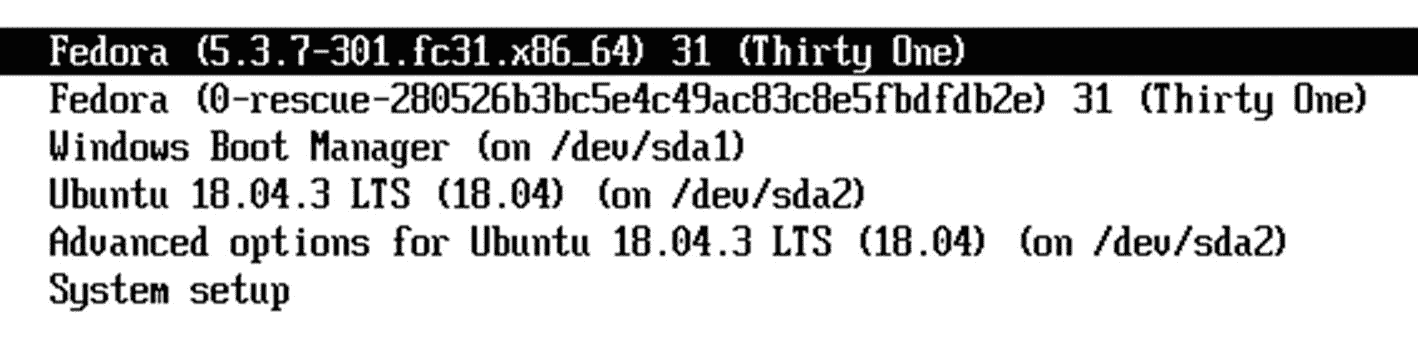 Fedora (5.3.7-301.fc31.x86_64) 31 (Thirty One)
Fedora (0-rescue-280526b3bc5e4c49ac83c8e5fbdfdb2e) 31 (Thirty One)
Windows Boot Manager (on /dev/sda1)
Ubuntu 18.04.3 LTS (18.04) (on /dev/sda2)
Advanced options for Ubuntu 18.04.3 LTS (18.04) (on /dev/sda2)
System setup